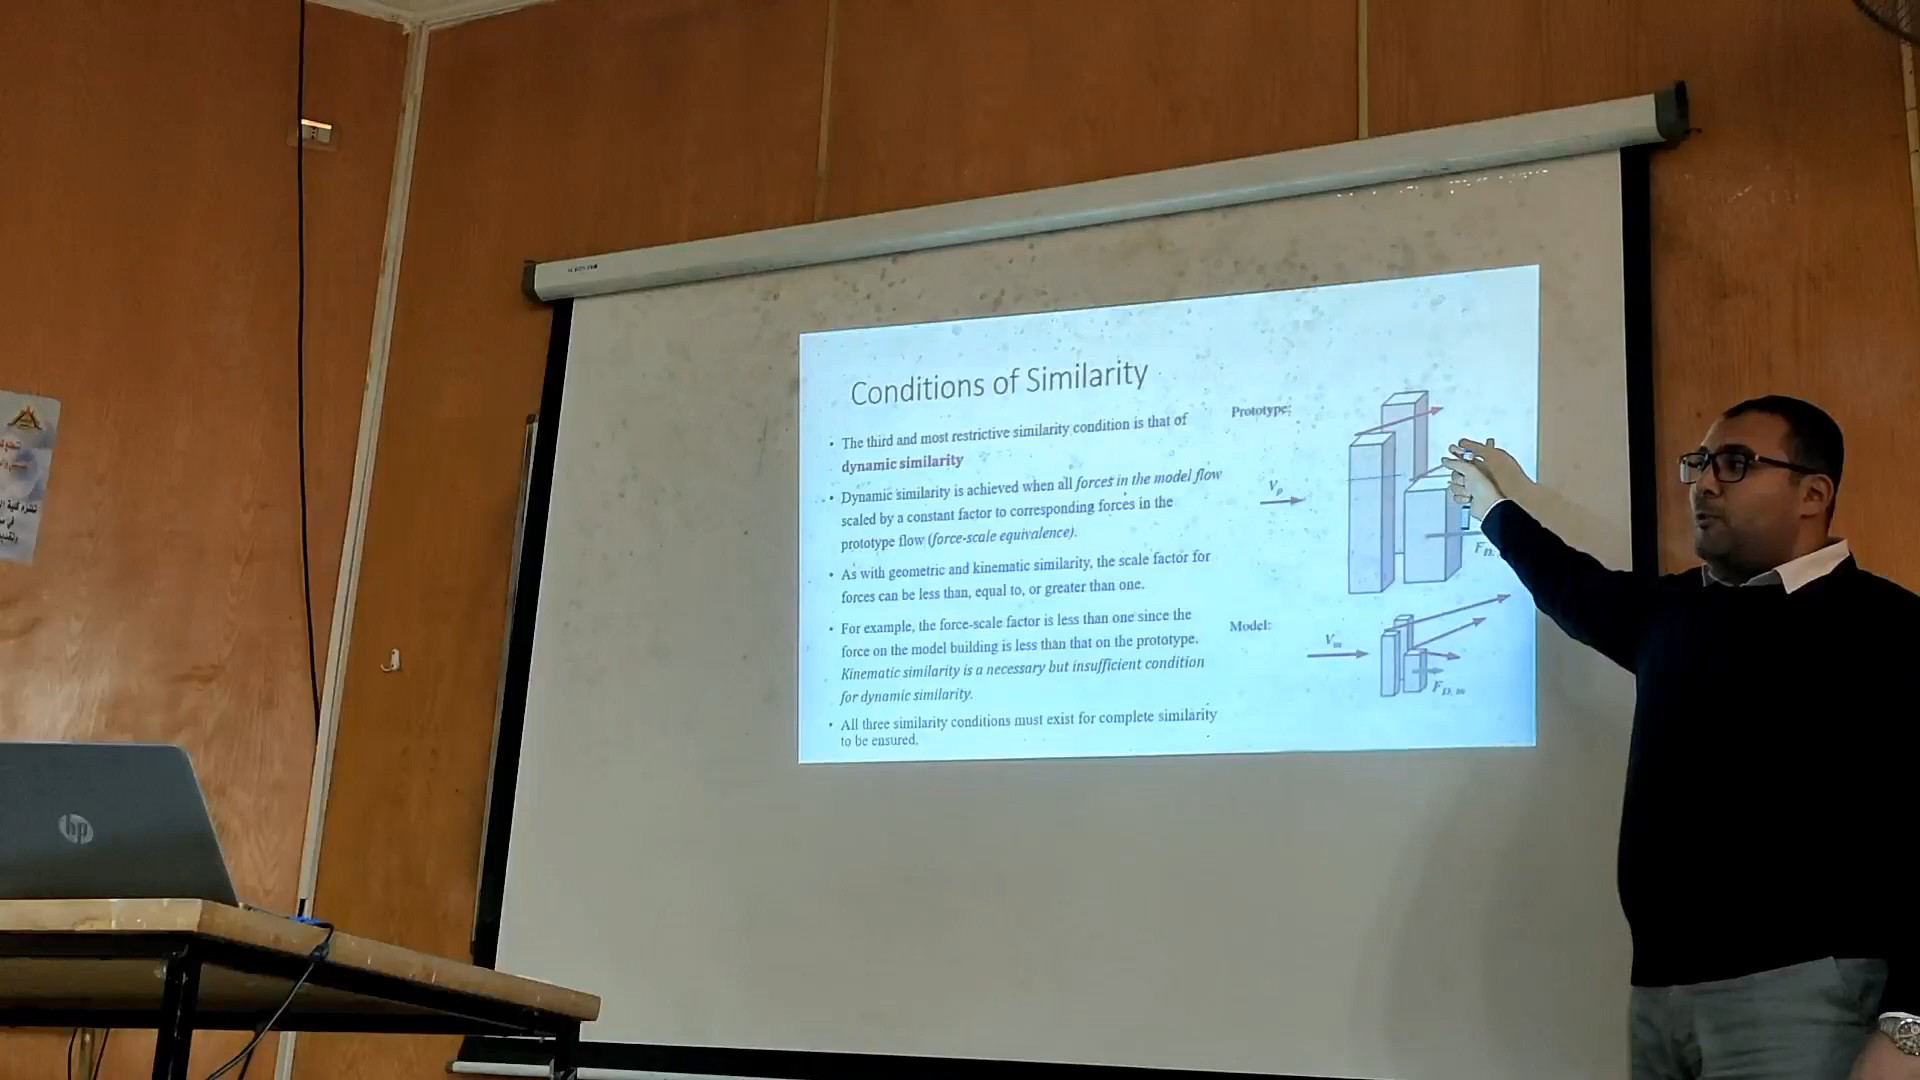 Conditions of Similarity
• The third and most restrictive similarity condition is that of
dynamic similarity
• Dynamic similarity is achieved when all forces in the model flow
scaled by a constant factor to corresponding forces in the
prototype flow (force-scale equivalence).
• As with geometric and kinematic similarity, the scale factor for
forces can be less than, equal to, or greater than one.
• For example, the force-scale factor is less than one since the
force on the model building is less than that on the prototype.
Kinematic similarity is a necessary but insufficient condition
for dynamic similarity.
• All three similarity conditions must exist for complete similarity
to be ensured.
Prototype:
Vp
FD,
Model:
Vm
FD, m
hp